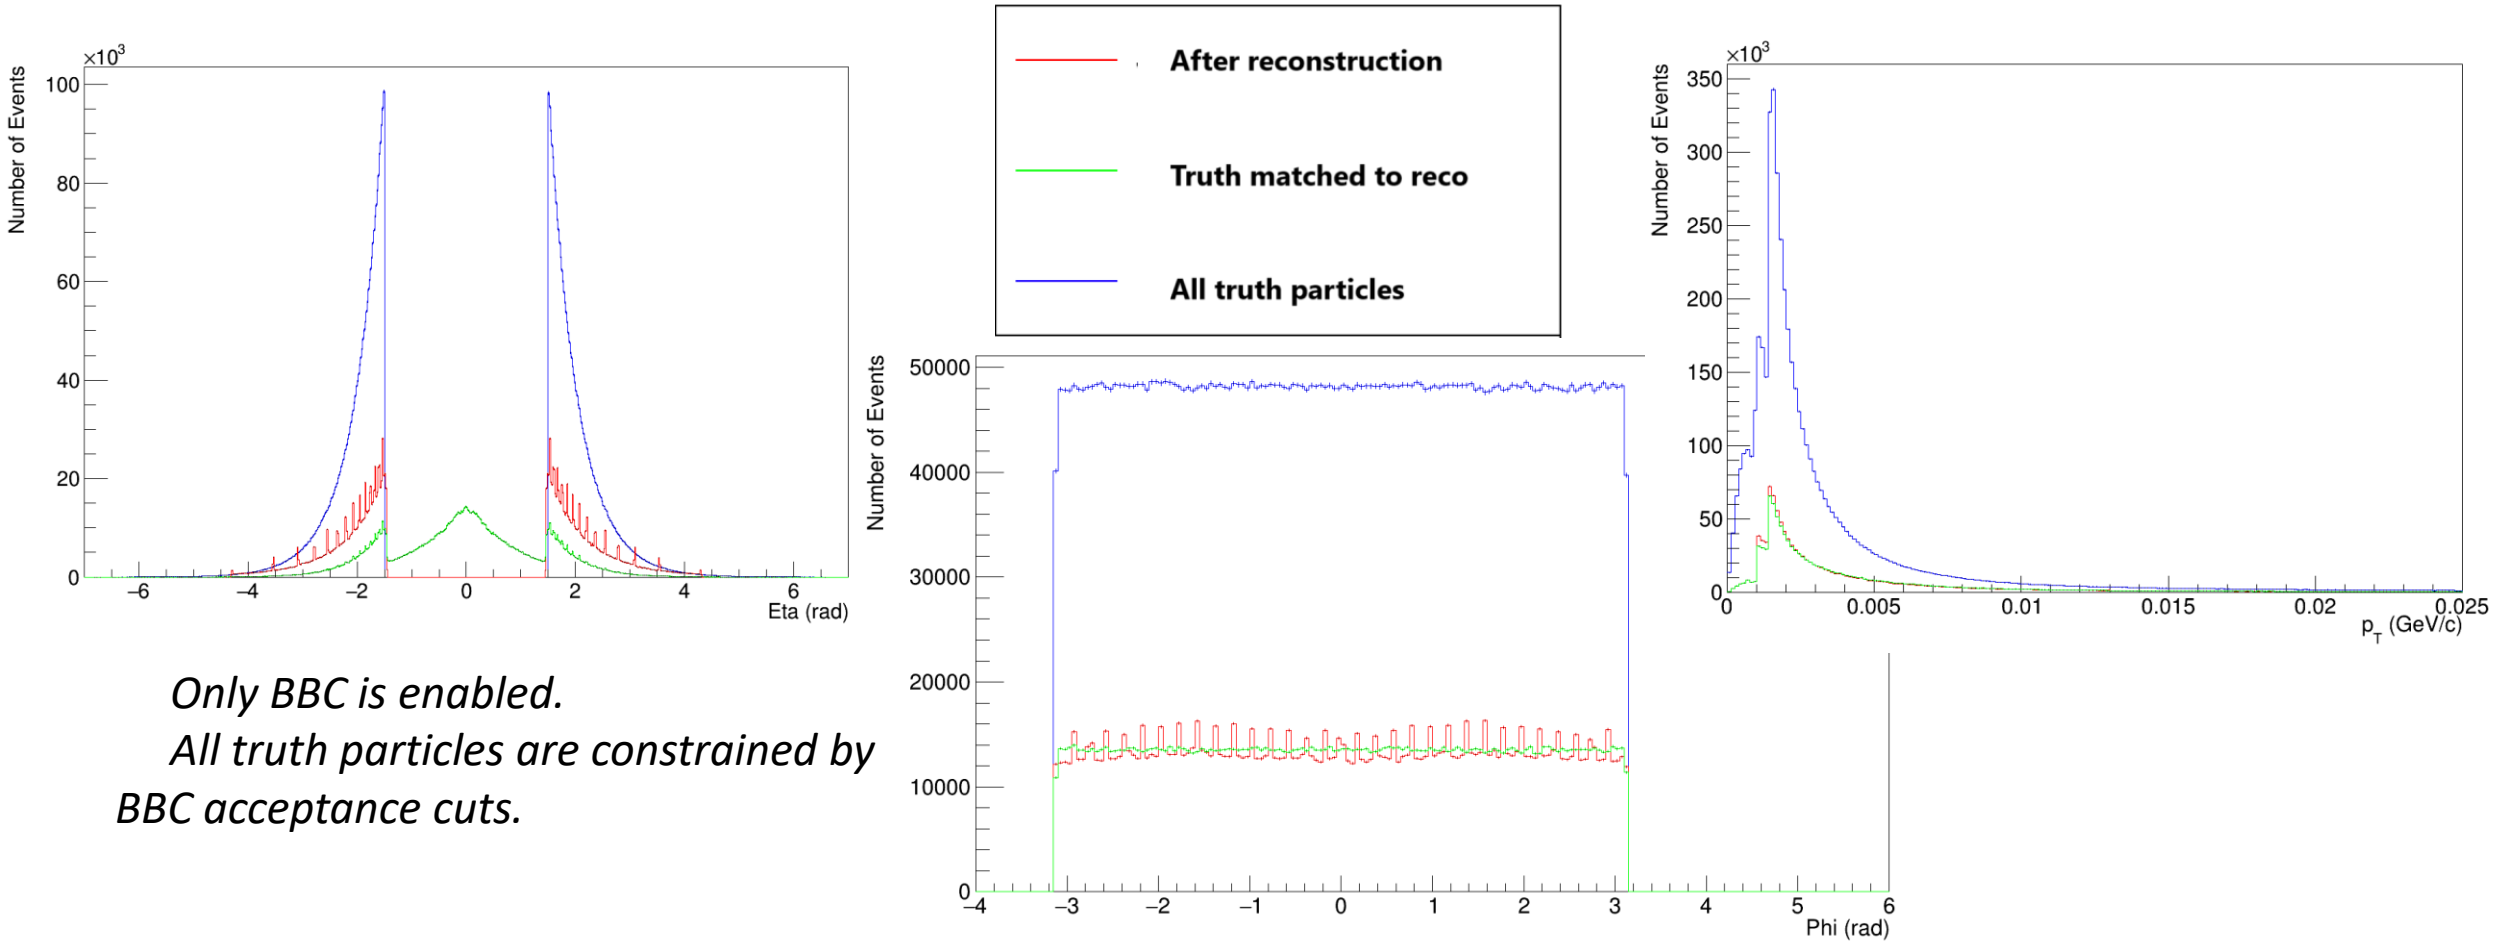 ×10³
Number of Events
100
80
60
40
20
0
−6 −4 −2 0 2 4 6
Eta (rad)
After reconstruction
Truth matched to reco
All truth particles
×10³
Number of Events
350
300
250
200
150
100
50
0
0 0.005 0.01 0.015 0.02 0.025
p_T (GeV/c)
Number of Events
50000
40000
30000
20000
10000
0
−4 −3 −2 −1 0 1 2 3 4 5 6
Phi (rad)
Only BBC is enabled.
All truth particles are constrained by
BBC acceptance cuts.